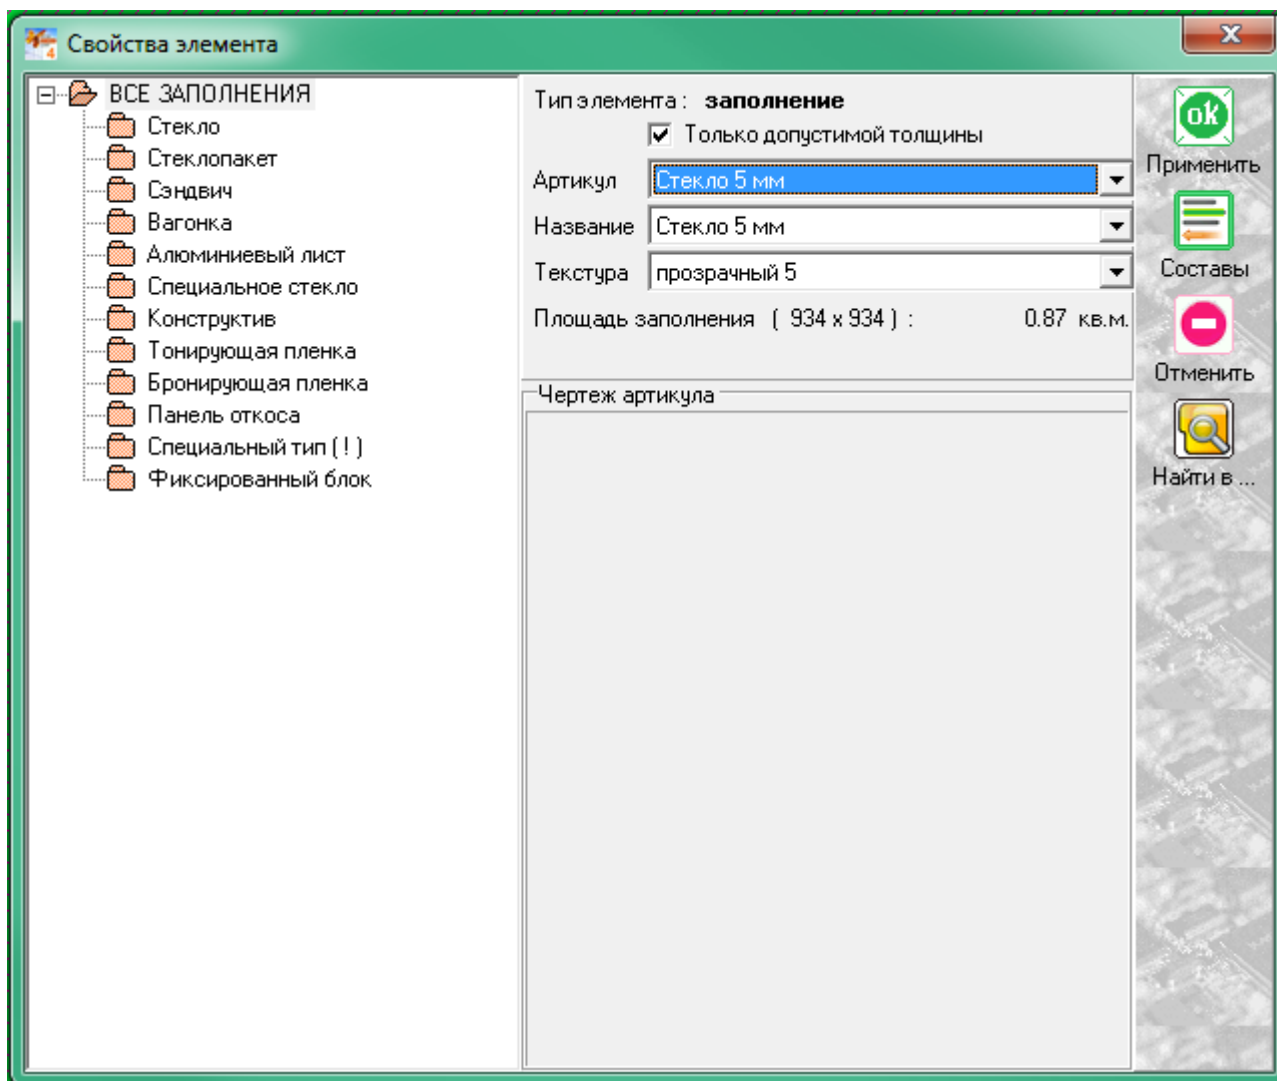 Свойства элемента
ВСЕ ЗАПОЛНЕНИЯ
Стекло
Стеклопакет
Сэндвич
Вагонка
Алюминиевый лист
Специальное стекло
Конструктив
Тонирующая пленка
Бронирующая пленка
Панель откоса
Специальный тип ( ! )
Фиксированный блок
Тип элемента : заполнение
Только допустимой толщины
Артикул Стекло 5 мм
Название Стекло 5 мм
Текстура прозрачный 5
Площадь заполнения ( 934 x 934 ) : 0.87 кв.м.
Чертеж артикула
ok
Применить
Составы
Отменить
Найти в ...